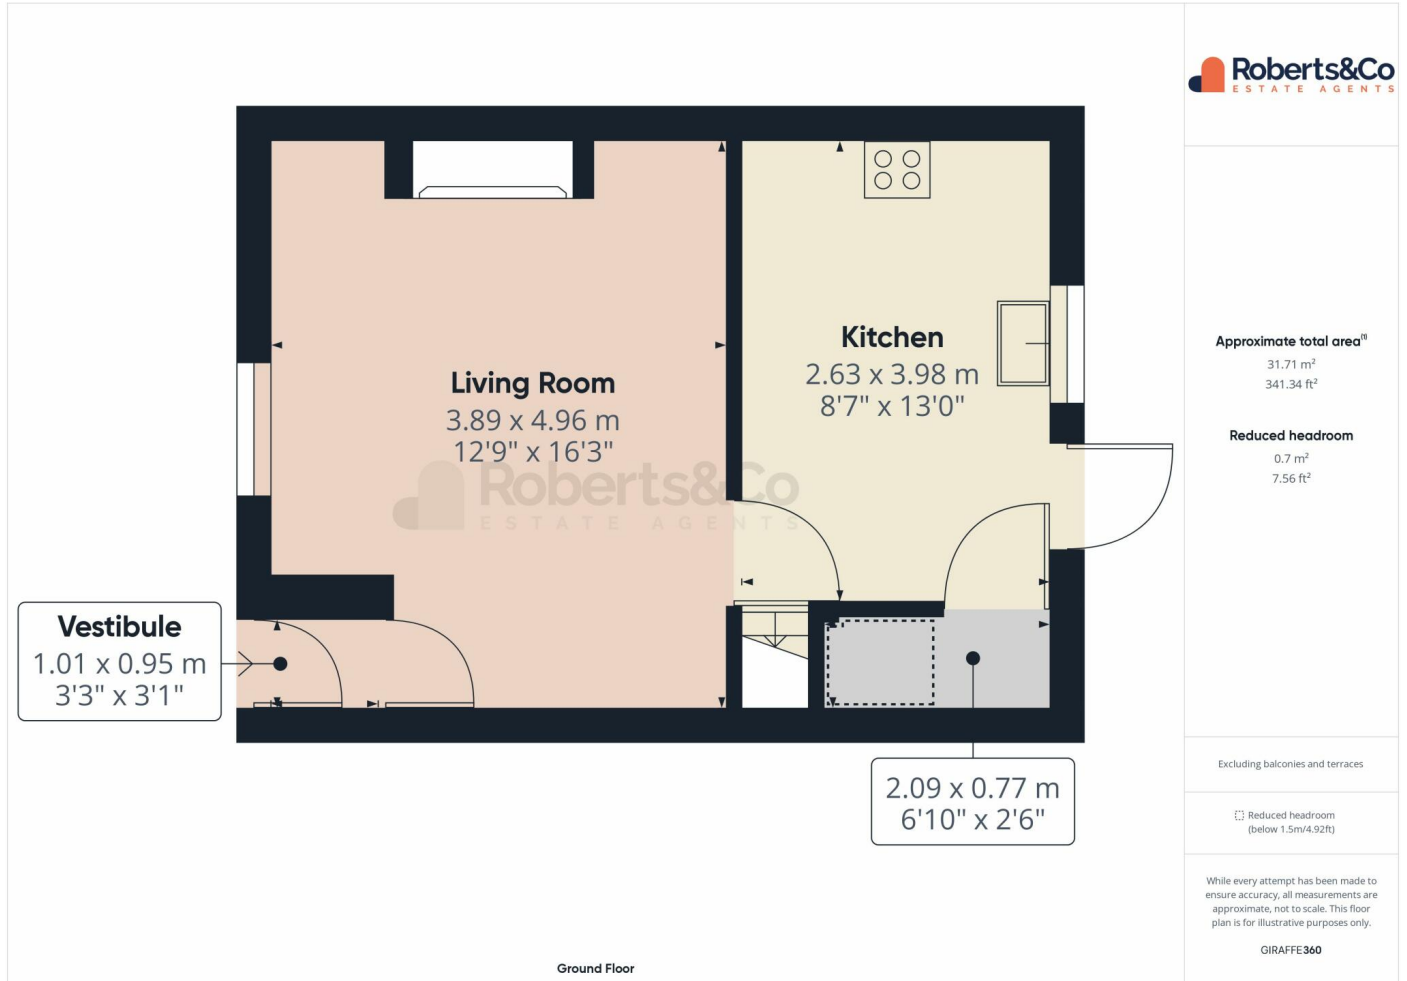 Roberts&Co
ESTATE AGENTS
Living Room
3.89 x 4.96 m
12'9" x 16'3"
Kitchen
2.63 x 3.98 m
8'7" x 13'0"
Roberts&Co
ESTATE AGENTS
Vestibule
1.01 x 0.95 m
3'3" x 3'1"
2.09 x 0.77 m
6'10" x 2'6"
Ground Floor
Approximate total area(1)
31.71 m²
341.34 ft²
Reduced headroom
0.7 m²
7.56 ft²
Excluding balconies and terraces
Reduced headroom
(below 1.5m/4.92ft)
While every attempt has been made to
ensure accuracy, all measurements are
approximate, not to scale. This floor
plan is for illustrative purposes only.
GIRAFFE360